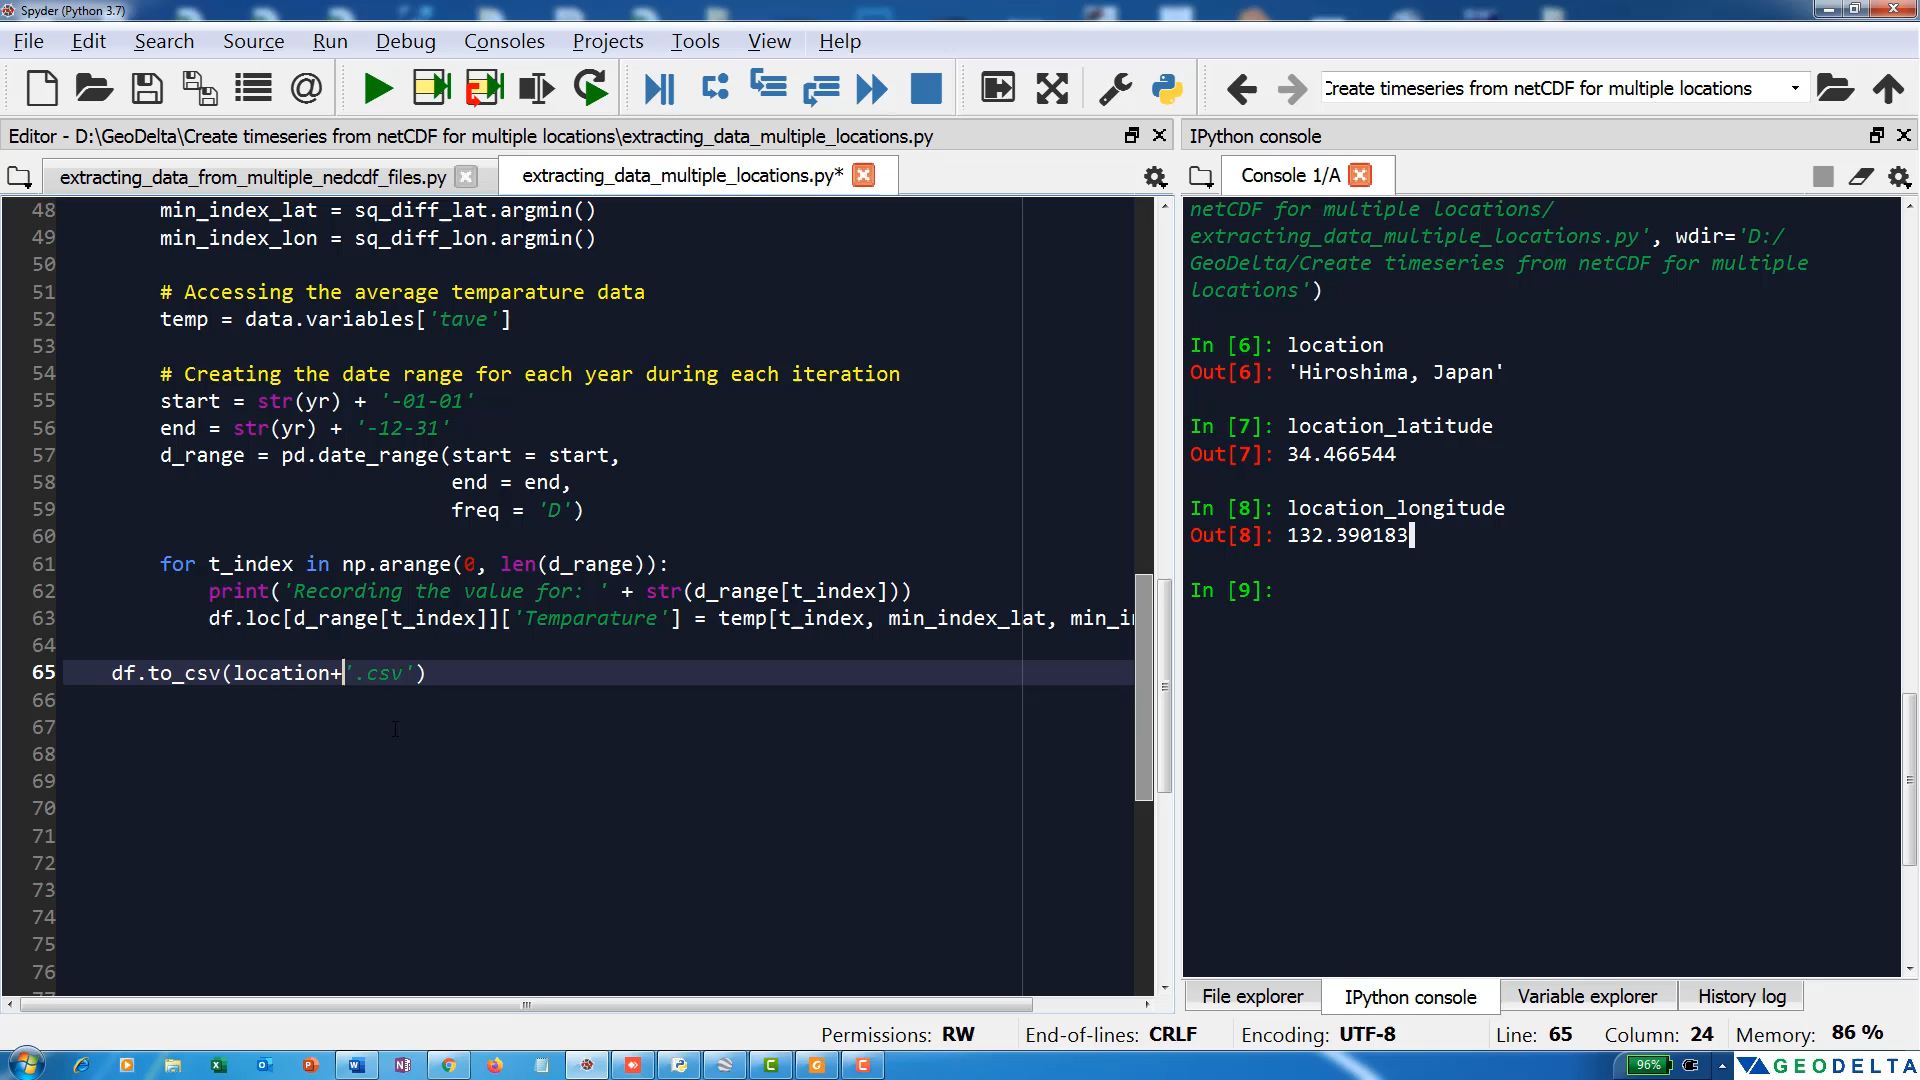 Spyder (Python 3.7)
File Edit Search Source Run Debug Consoles Projects Tools View Help
Create timeseries from netCDF for multiple locations
Editor - D:\GeoDelta\Create timeseries from netCDF for multiple locations\extracting_data_multiple_locations.py
IPython console
extracting_data_from_multiple_nedcdf_files.py
extracting_data_multiple_locations.py*
Console 1/A
48 min_index_lat = sq_diff_lat.argmin()
49 min_index_lon = sq_diff_lon.argmin()
50
51 # Accessing the average temparature data
52 temp = data.variables['tave']
53
54 # Creating the date range for each year during each iteration
55 start = str(yr) + '-01-01'
56 end = str(yr) + '-12-31'
57 d_range = pd.date_range(start = start,
58 end = end,
59 freq = 'D')
60
61 for t_index in np.arange(0, len(d_range)):
62 print('Recording the value for: ' + str(d_range[t_index]))
63 df.loc[d_range[t_index]]['Temparature'] = temp[t_index, min_index_lat, min_i
64
65 df.to_csv(location+'.csv')
66
67
68
69
70
71
72
73
74
75
76
77
netCDF for multiple locations/
extracting_data_multiple_locations.py', wdir='D:/
GeoDelta/Create timeseries from netCDF for multiple
locations')
In [6]: location
Out[6]: 'Hiroshima, Japan'
In [7]: location_latitude
Out[7]: 34.466544
In [8]: location_longitude
Out[8]: 132.390183
In [9]:
File explorer IPython console Variable explorer History log
Permissions: RW End-of-lines: CRLF Encoding: UTF-8 Line: 65 Column: 24 Memory: 86 %
96%
GEODELTA